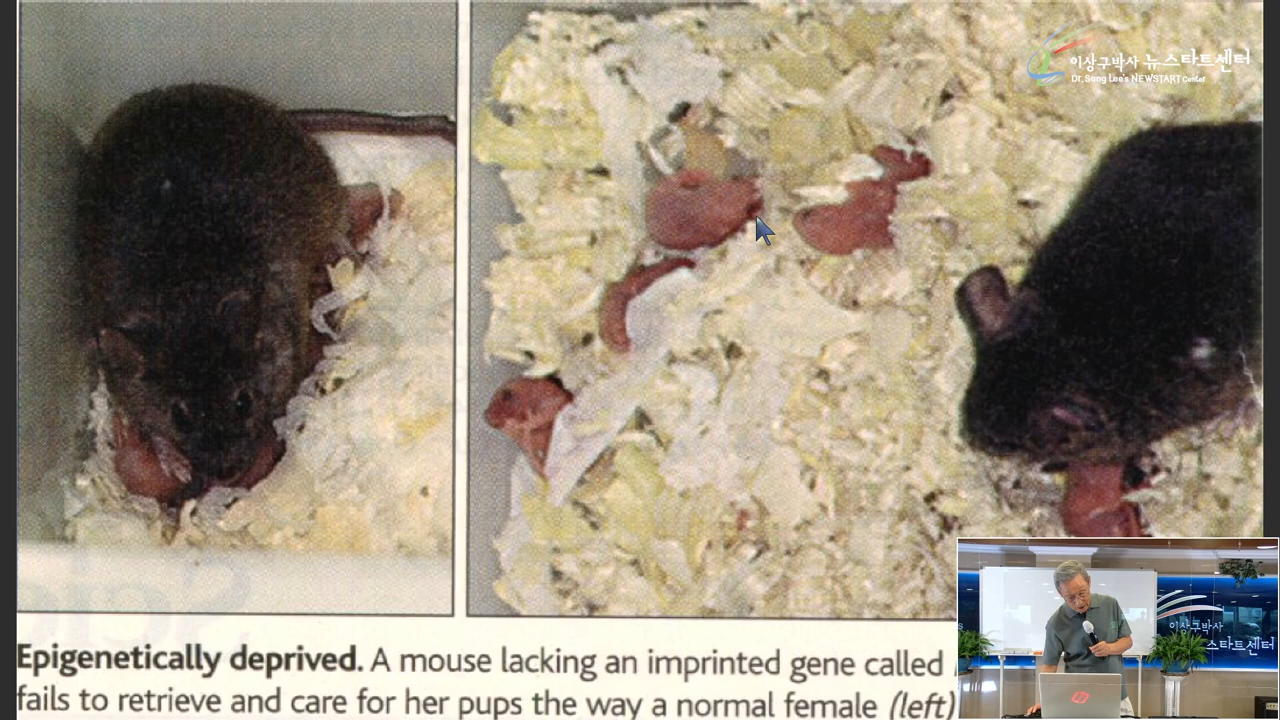 이상구박사 뉴스타트센터
Dr. Sang Lee's NEWSTART Center
Epigenetically deprived. A mouse lacking an imprinted gene called
fails to retrieve and care for her pups the way a normal female (left)
이상구박사
스타트센터